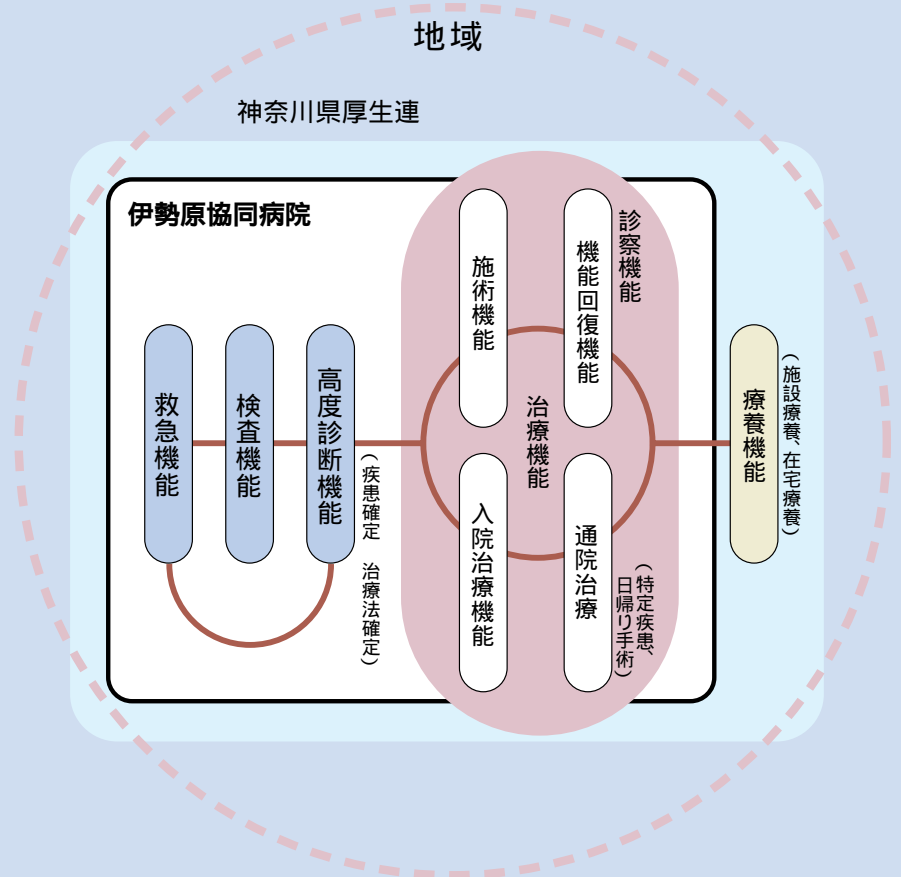 地域
神奈川県厚生連
伊勢原協同病院
救急機能
検査機能
高度診断機能
（疾患確定　治療法確定）
施術機能
機能回復機能
診察機能
治療機能
入院治療機能
通院治療
（特定疾患、
日帰り手術）
療養機能
（施設療養、在宅療養）